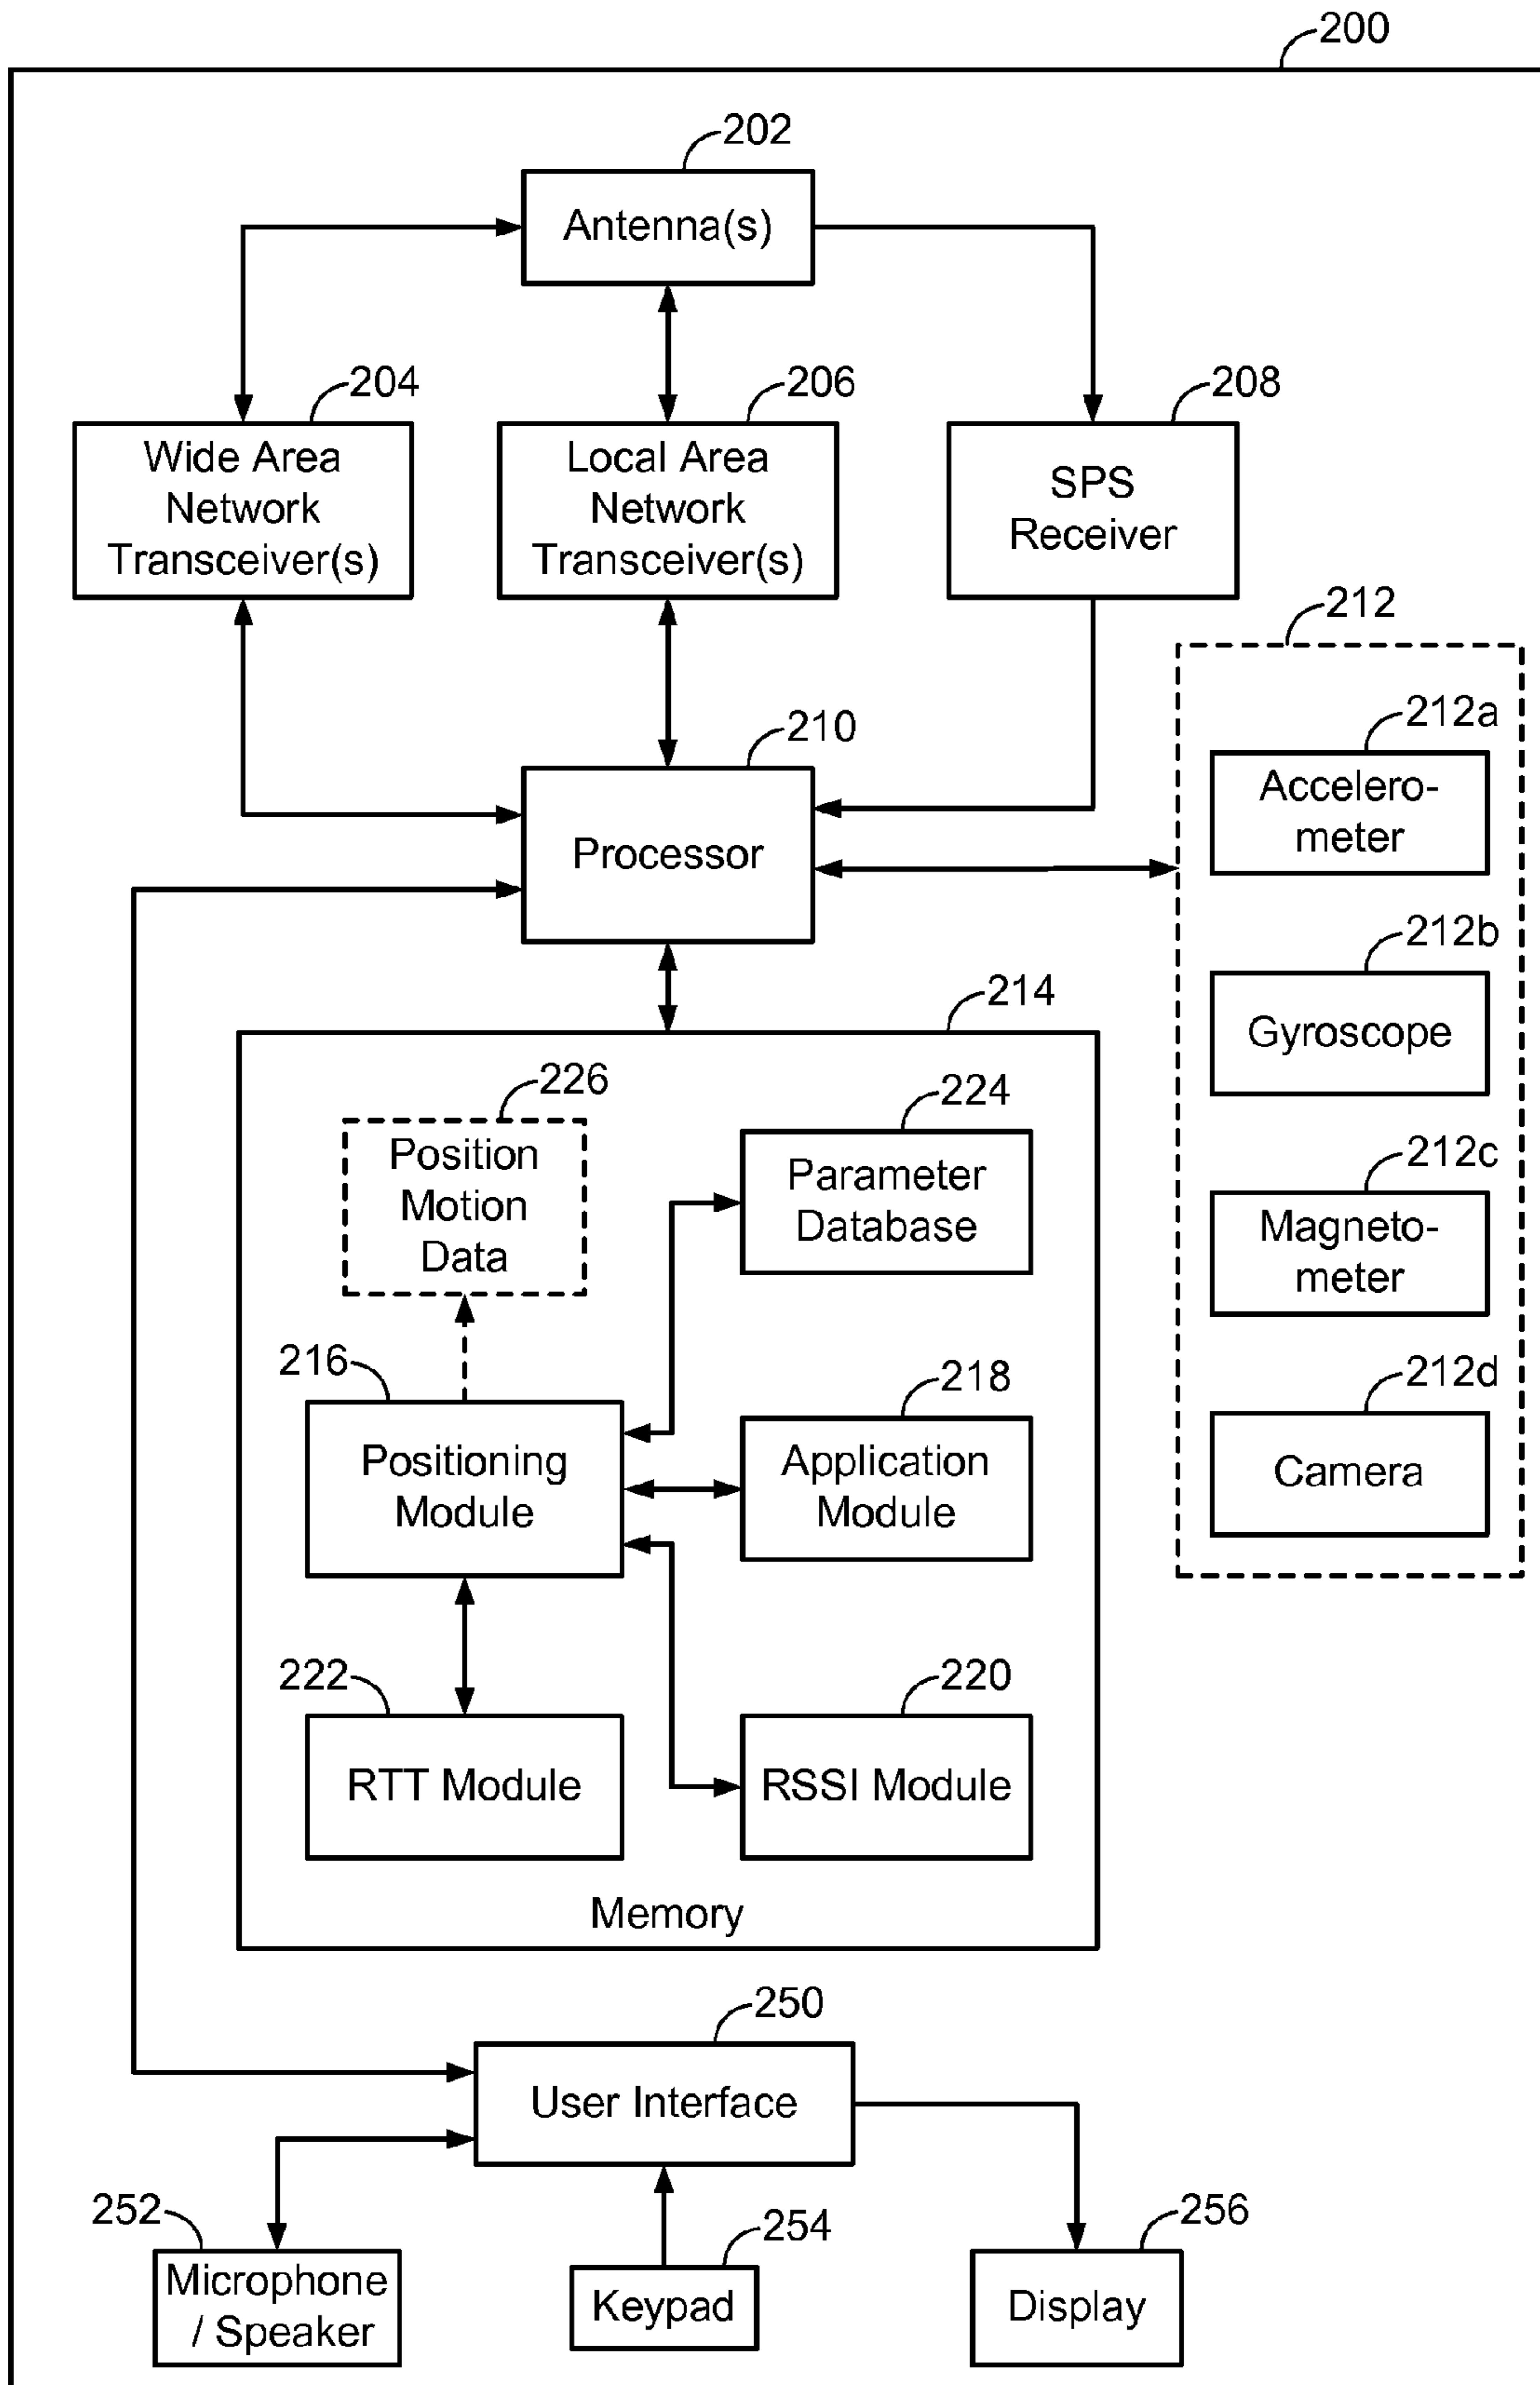 200
202
Antenna(s)
204
206
208
Wide Area
Network
Transceiver(s)
Local Area
Network
Transceiver(s)
SPS
Receiver
212
210
Processor
212a
Accelero-
meter
212b
Gyroscope
212c
Magneto-
meter
212d
Camera
214
226
Position
Motion
Data
224
Parameter
Database
216
Positioning
Module
218
Application
Module
222
RTT Module
220
RSSI Module
Memory
250
User Interface
252
Microphone
/ Speaker
254
Keypad
256
Display